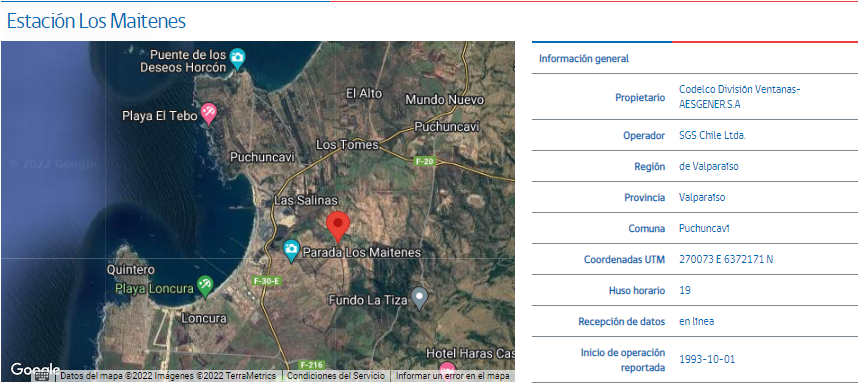 Estación Los Maitenes
Puente de los
Deseos Horcón
El Alto
Mundo Nuevo
Playa El Tebo
Puchuncavi
Los Tomes
© 2022 Google
Puchuncaví
F-20
Las Salinas
Parada Los Maitenes
Quintero
F-30-E
Playa Loncura
Fundo La Tiza
Loncura
F-216
Hotel Haras Cas
Google
Datos del mapa ©2022 Imágenes ©2022 TerraMetrics
Condiciones del Servicio
Informar un error en el mapa
Información general
Propietario
Codelco División Ventanas-
AESGENER.S.A
Operador
SGS Chile Ltda.
Región
de Valparaíso
Provincia
Valparaíso
Comuna
Puchuncaví
Coordenadas UTM
270073 E 6372171 N
Huso horario
19
Recepción de datos
en línea
Inicio de operación
reportada
1993-10-01